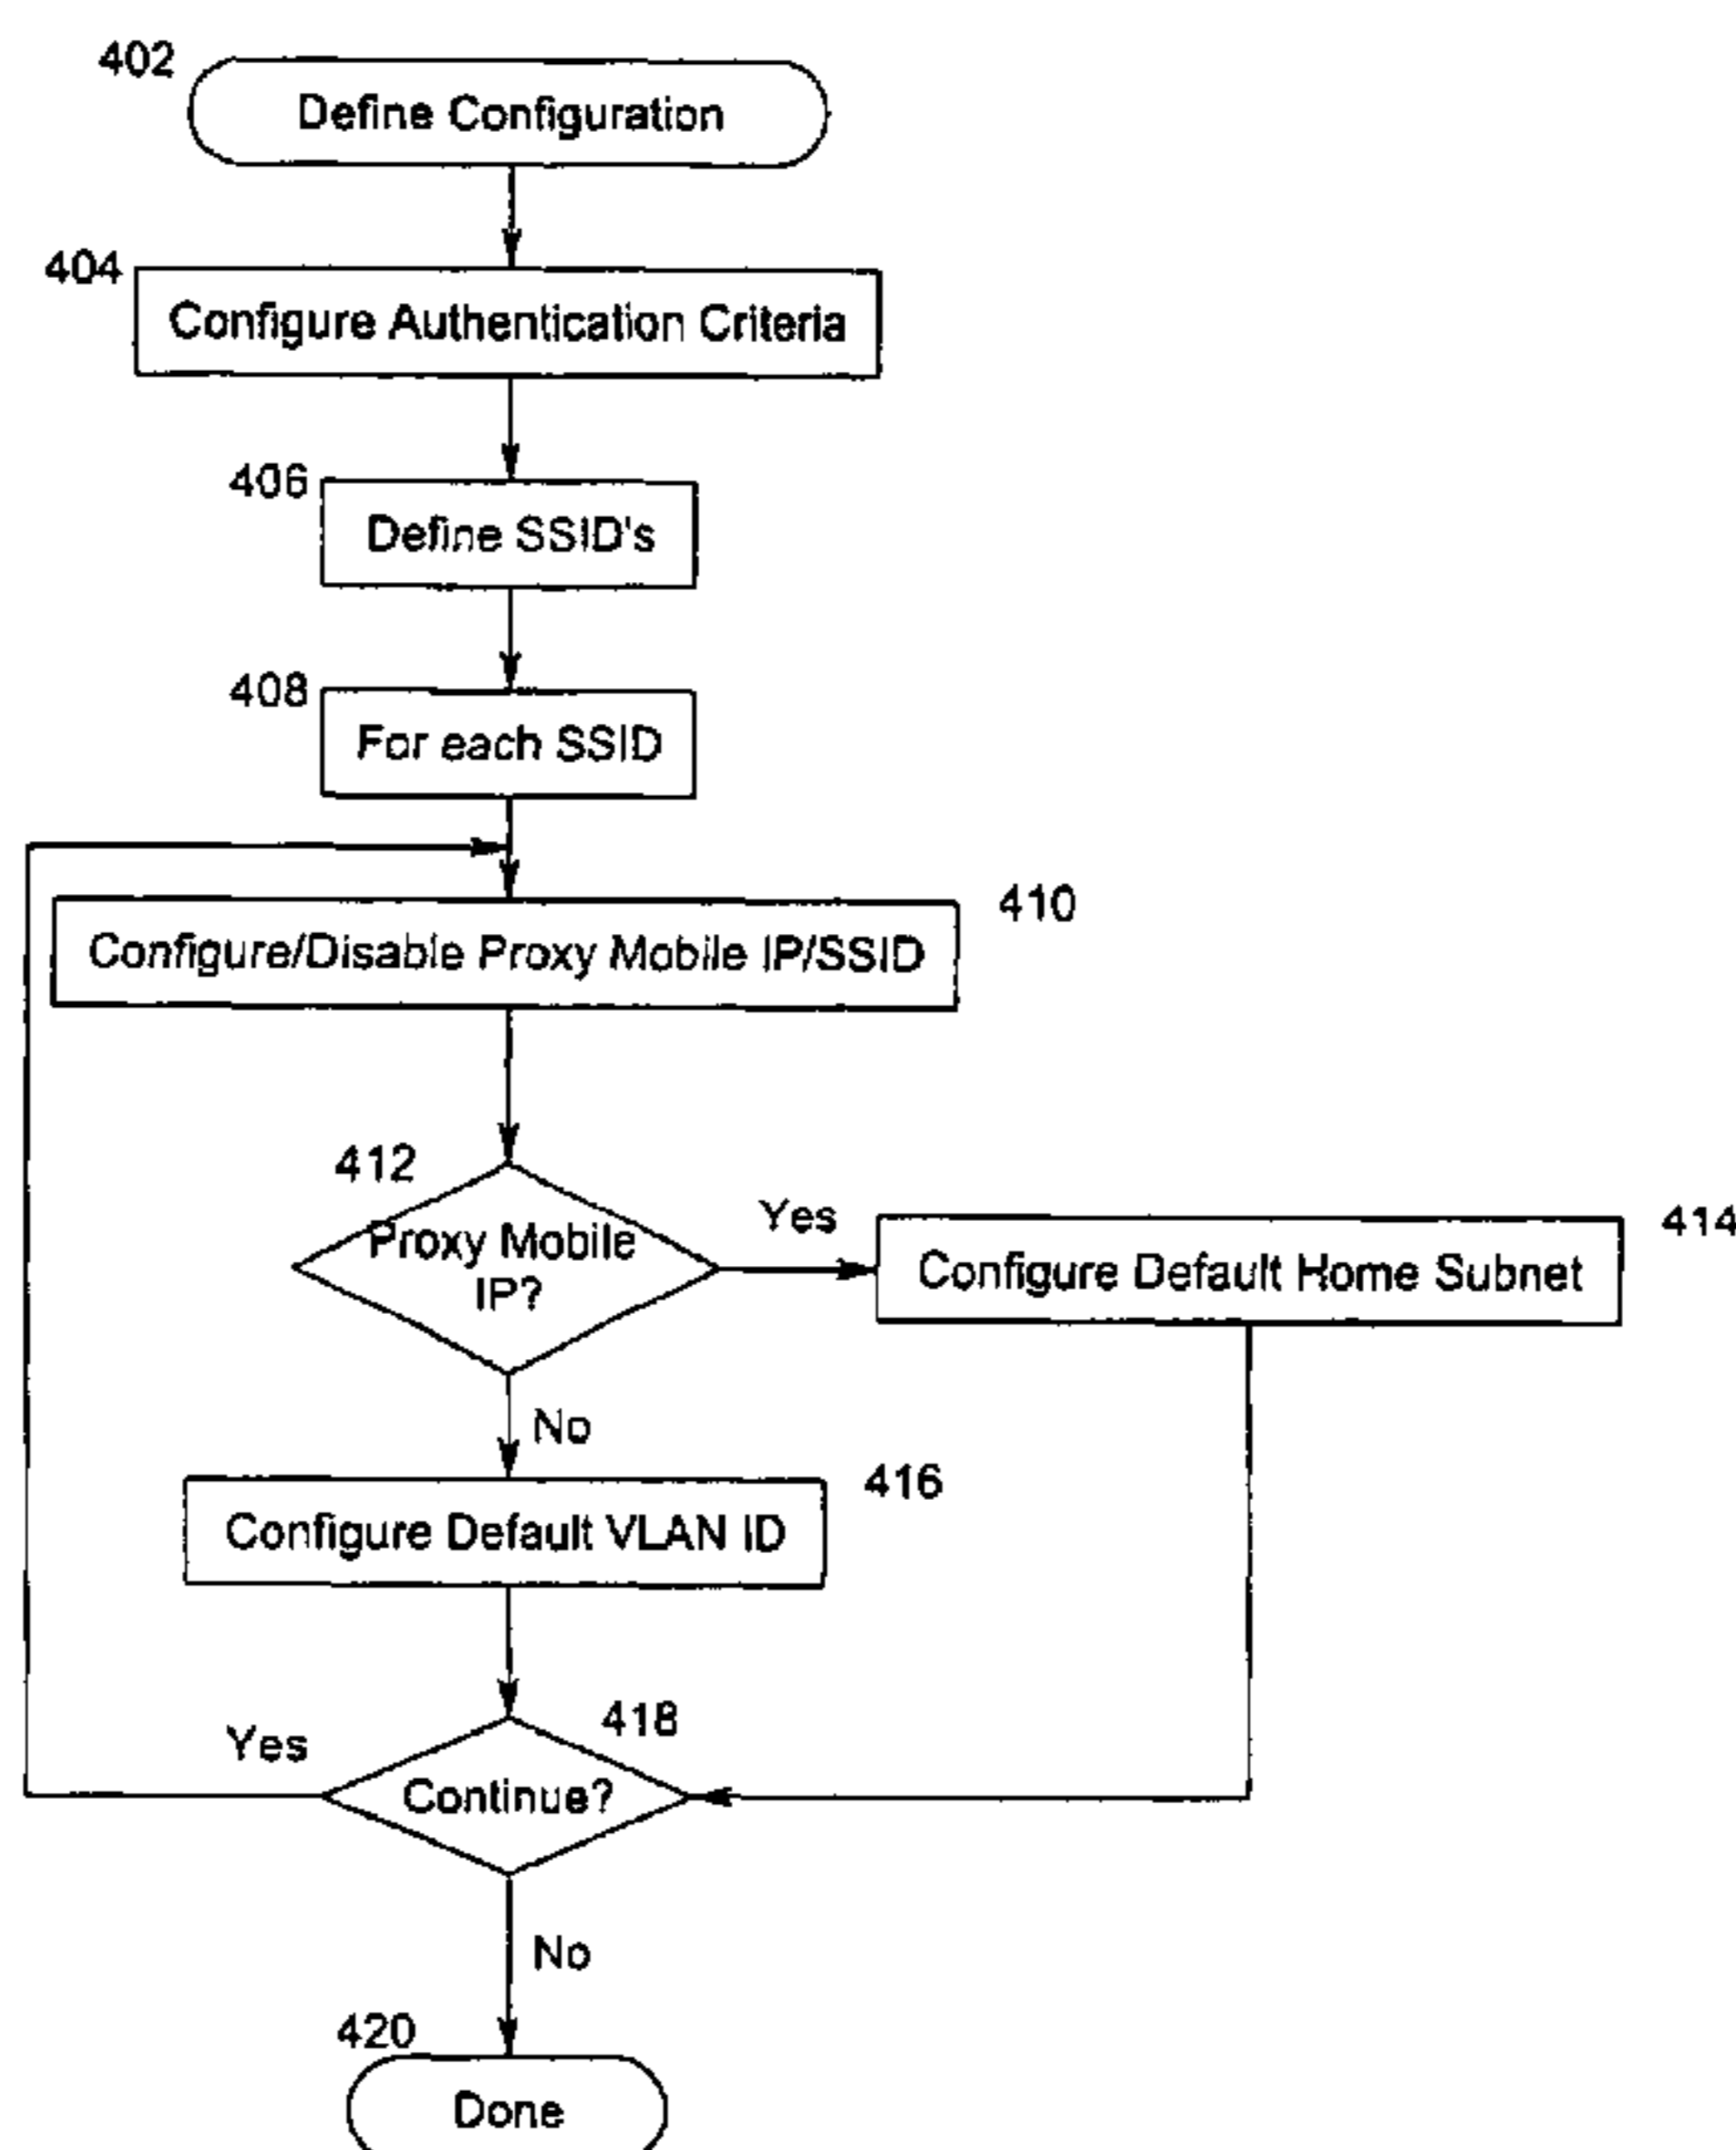 402
Define Configuration
404
Configure Authentication Criteria
406
Define SSID's
408
For each SSID
410
Configure/Disable Proxy Mobile IP/SSID
412
Proxy Mobile
IP?
Yes
414
Configure Default Home Subnet
No
416
Configure Default VLAN ID
418
Yes
Continue?
No
420
Done